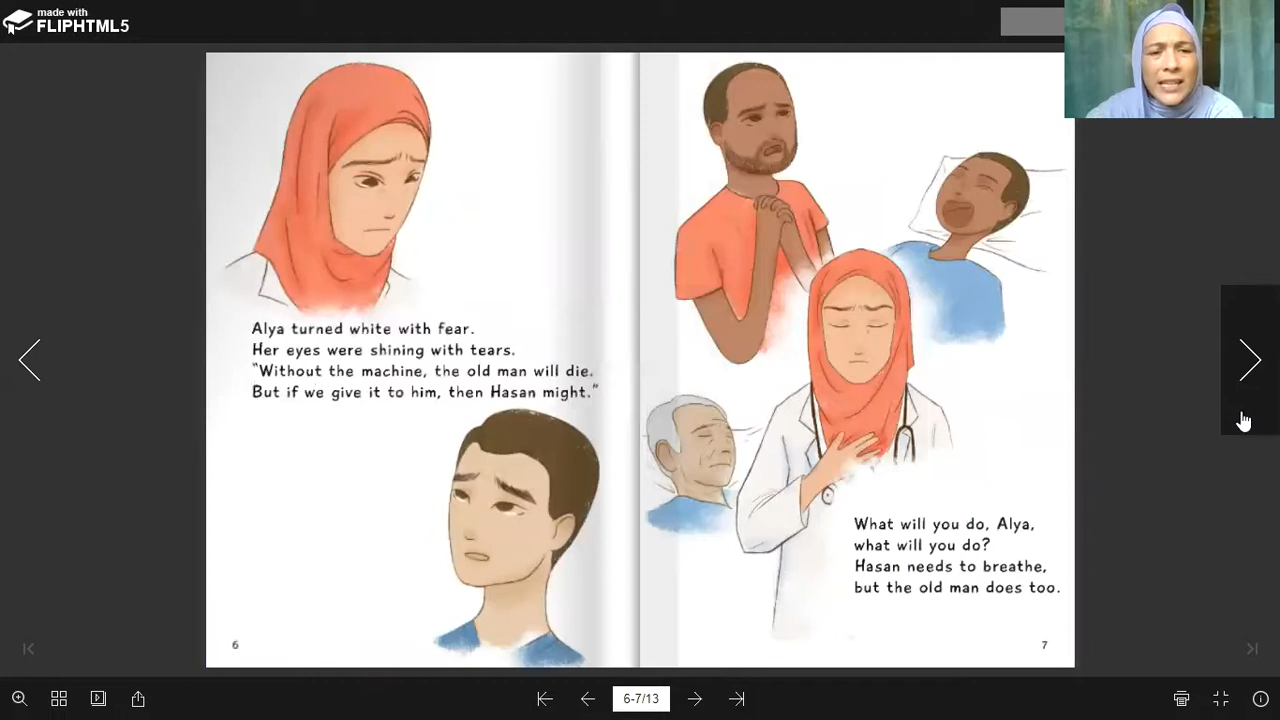 made with
FLIPHTML5
Alya turned white with fear.
Her eyes were shining with tears.
"Without the machine, the old man will die.
But if we give it to him, then Hasan might."
6
What will you do, Alya,
what will you do?
Hasan needs to breathe,
but the old man does too.
7
6-7/13